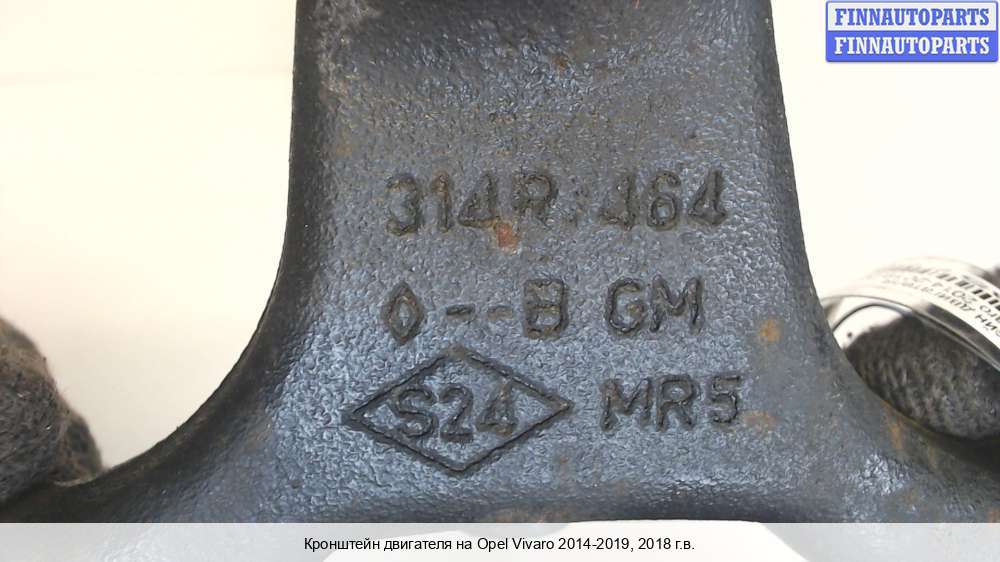 FINNAUTOPARTS
FINNAUTOPARTS
314R 464
◊--B GM
S24 MR5
Кронштейн двигателя на Opel Vivaro 2014-2019, 2018 г.в.